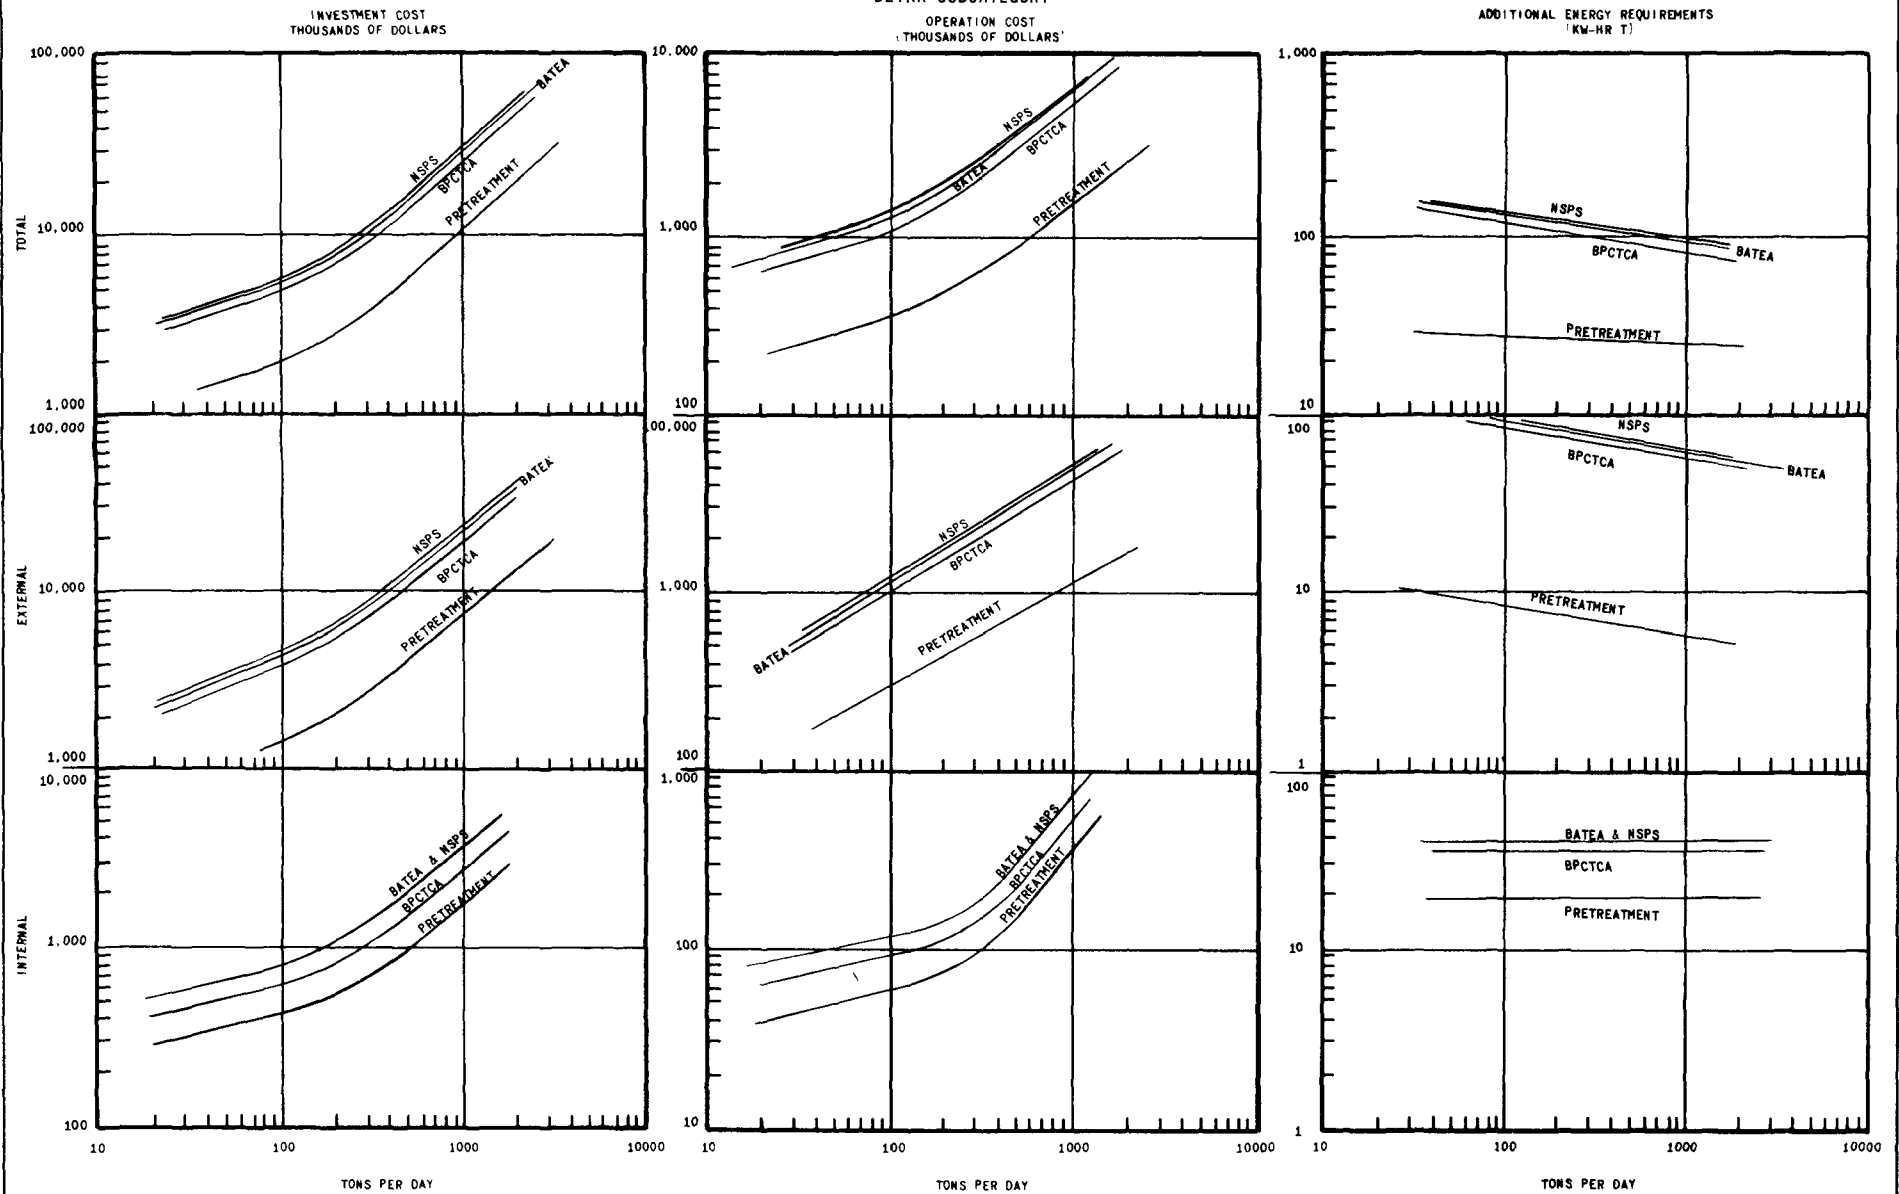 INVESTMENT COST
THOUSANDS OF DOLLARS
OPERATION COST
THOUSANDS OF DOLLARS
ADDITIONAL ENERGY REQUIREMENTS
(KW-HR T)
TOTAL
100,000
10,000
1,000
BATEA
NSPS
BPCTCA
PRETREATMENT
10.000
1,000
100
NSPS
BATEA
BPCTCA
PRETREATMENT
1,000
100
10
NSPS
BPCTCA
BATEA
PRETREATMENT
EXTERNAL
100,000
10,000
1,000
BATEA
NSPS
BPCTCA
PRETREATMENT
00,000
1.000
100
NSPS
BPCTCA
BATEA
PRETREATMENT
100
10
1
NSPS
BPCTCA
BATEA
PRETREATMENT
INTERNAL
10,000
1,000
100
BATEA & NSPS
BPCTCA
PRETREATMENT
1.000
100
10
BATEA & NSPS
BPCTCA
PRETREATMENT
100
10
1
BATEA & NSPS
BPCTCA
PRETREATMENT
10 100 1000 10000
10 100 1000 10000
10 100 1000 10000
TONS PER DAY
TONS PER DAY
TONS PER DAY